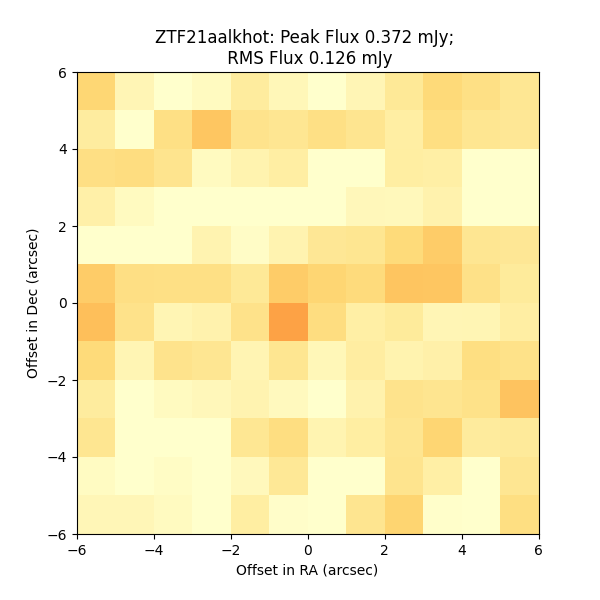 ZTF21aalkhot: Peak Flux 0.372 mJy;
RMS Flux 0.126 mJy
6
4
2
0
−2
−4
−6
Offset in Dec (arcsec)
−6 −4 −2 0 2 4 6
Offset in RA (arcsec)